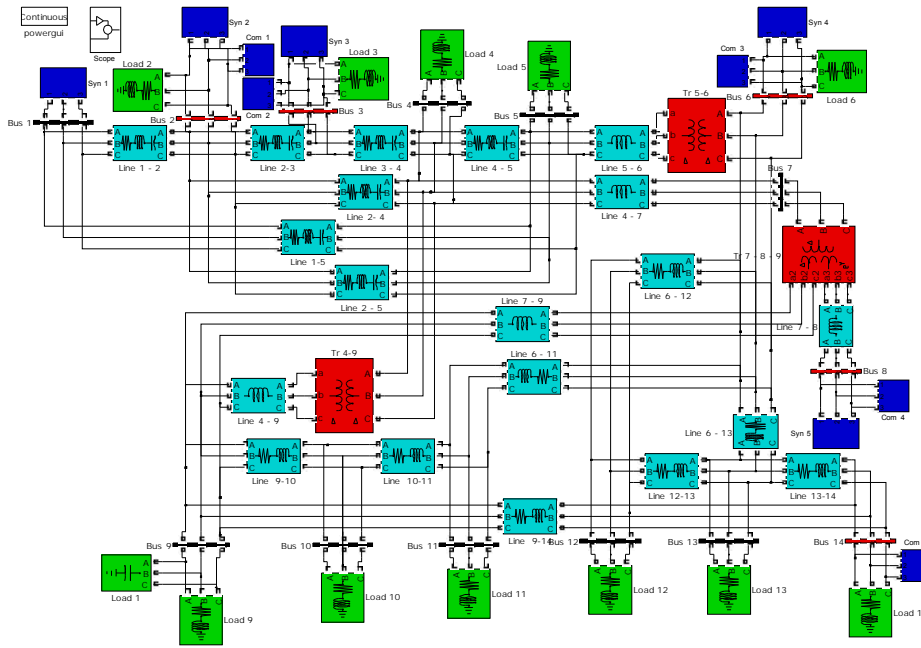 Continuous
powergui
Scope
Syn 2
Com 1
Syn 3
Load 3
Load 4
Load 5
Com 3
Syn 4
Load 6
Syn 1
Load 2
Com 2
Bus 1
Bus 2
Bus 3
Bus 4
Bus 5
Bus 6
Tr 5-6
Line 1 - 2
Line 2-3
Line 3 - 4
Line 4 - 5
Line 5 - 6
Bus 7
Line 2- 4
Line 4 - 7
Line 1-5
Tr 7 - 8 - 9
Line 2 - 5
Line 6 - 12
Line 7 - 9
Line 7 - 8
Tr 4-9
Line 6 - 11
Bus 8
Com 4
Line 4 - 9
Line 6 - 13
Syn 5
Line 9-10
Line 10-11
Line 12-13
Line 13-14
Line 9-14
Bus 9
Bus 10
Bus 11
Bus 12
Bus 13
Bus 14
Com
Load 1
Load 9
Load 10
Load 11
Load 12
Load 13
Load 1